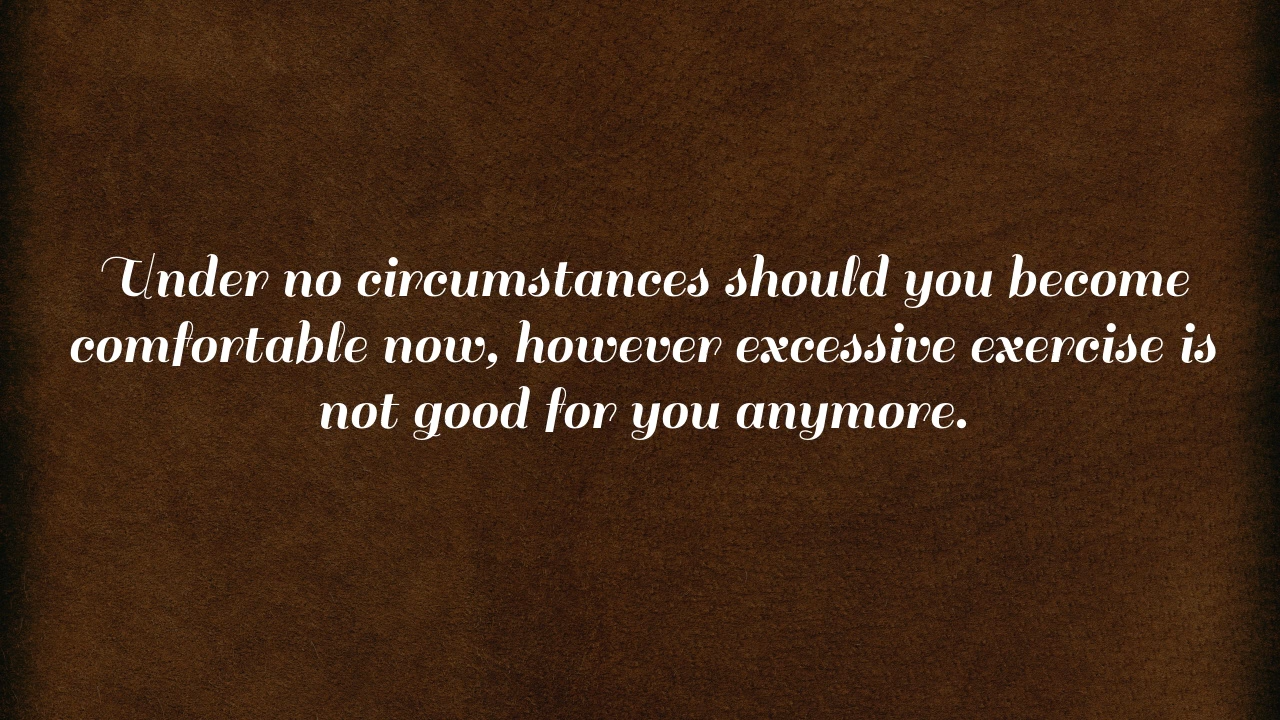 Under no circumstances should you become
comfortable now, however excessive exercise is
not good for you anymore.